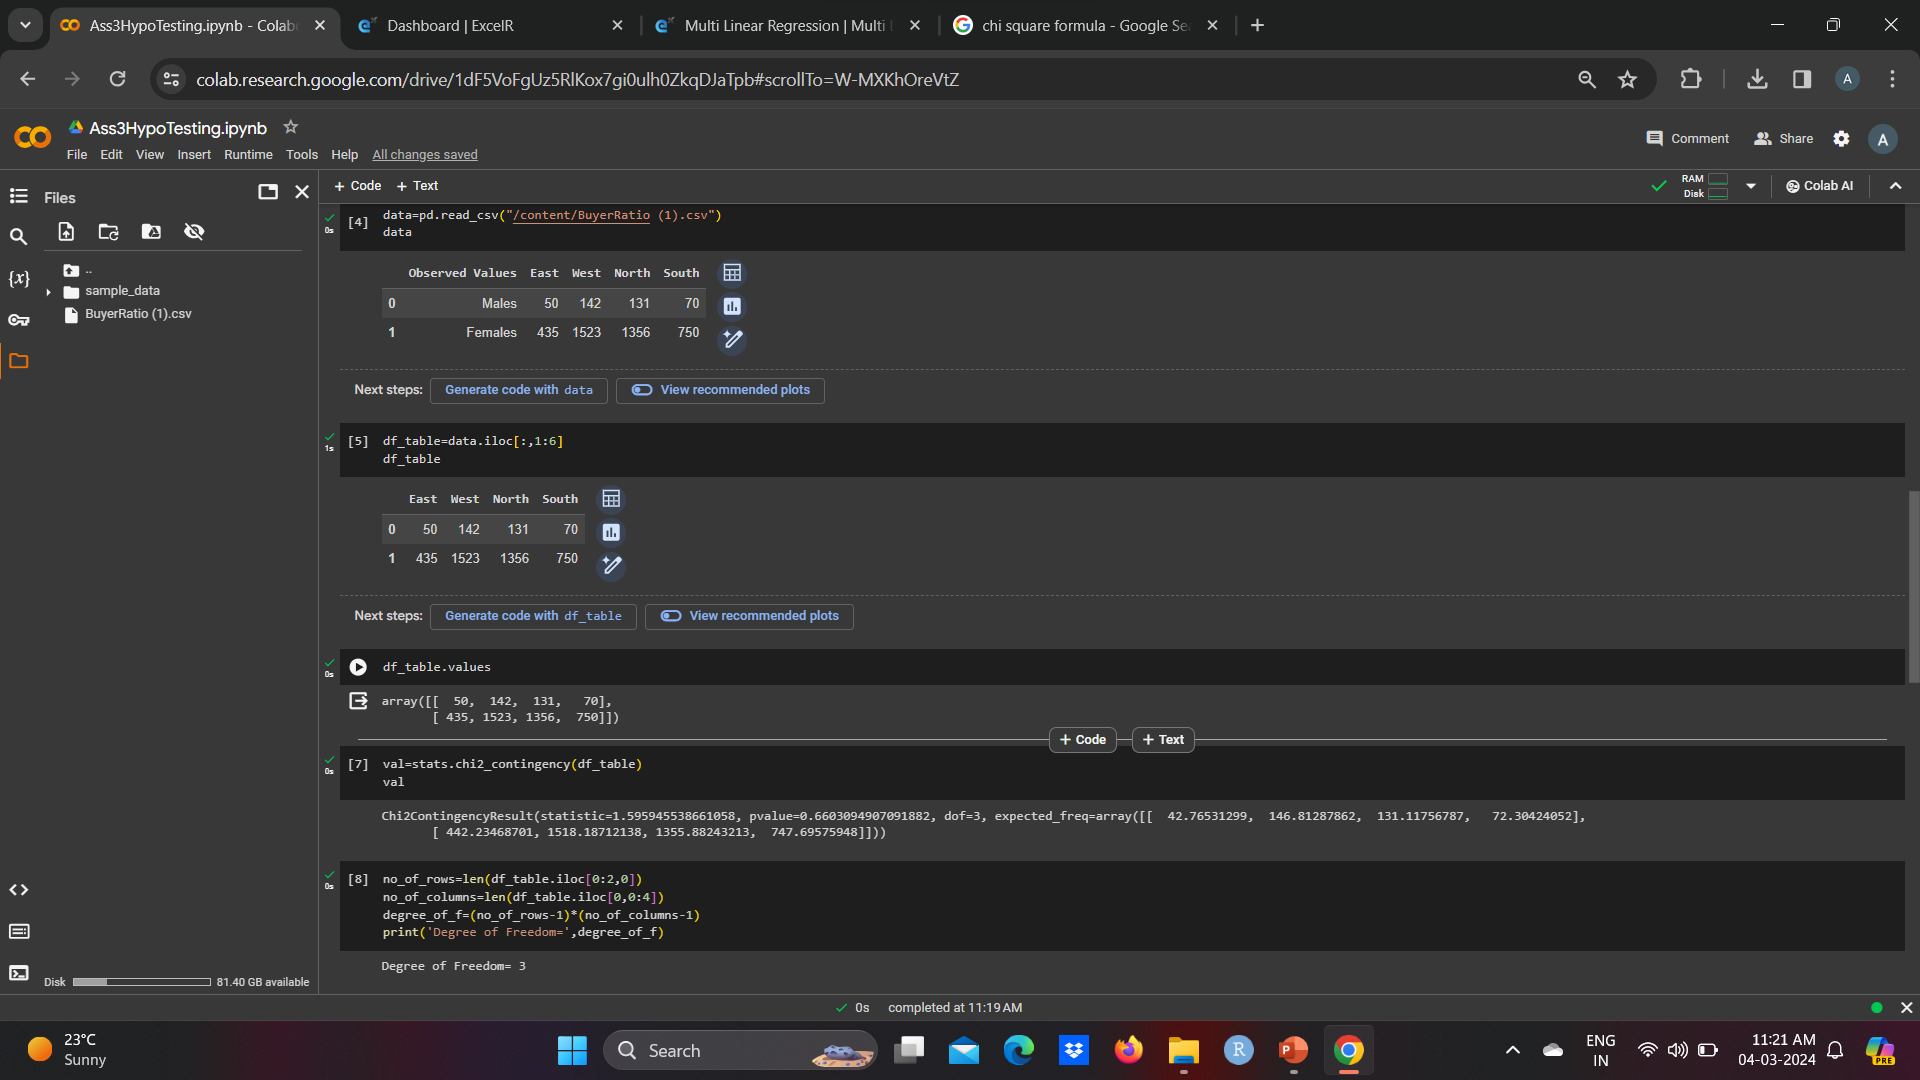 Ass3HypoTesting.ipynb - Colab
Dashboard | ExcelR
Multi Linear Regression | Multi
chi square formula - Google Se
colab.research.google.com/drive/1dF5VoFgUz5RlKox7gi0ulh0ZkqDJaTpb#scrollTo=W-MXKhOreVtZ
A
Ass3HypoTesting.ipynb
Comment
Share
A
File Edit View Insert Runtime Tools Help All changes saved
Files
+ Code + Text
RAM
Disk
Colab AI
..
sample_data
BuyerRatio (1).csv
{x}
0s
[4] data=pd.read_csv("/content/BuyerRatio (1).csv")
data
Observed Values East West North South
0 Males 50 142 131 70
1 Females 435 1523 1356 750
Next steps: Generate code with data View recommended plots
1s
[5] df_table=data.iloc[:,1:6]
df_table
East West North South
0 50 142 131 70
1 435 1523 1356 750
Next steps: Generate code with df_table View recommended plots
0s
df_table.values
array([[ 50, 142, 131, 70],
[ 435, 1523, 1356, 750]])
+ Code + Text
0s
[7] val=stats.chi2_contingency(df_table)
val
Chi2ContingencyResult(statistic=1.595945538661058, pvalue=0.6603094907091882, dof=3, expected_freq=array([[ 42.76531299, 146.81287862, 131.11756787, 72.30424052],
[ 442.23468701, 1518.18712138, 1355.88243213, 747.69575948]]))
0s
[8] no_of_rows=len(df_table.iloc[0:2,0])
no_of_columns=len(df_table.iloc[0,0:4])
degree_of_f=(no_of_rows-1)*(no_of_columns-1)
print('Degree of Freedom=',degree_of_f)
Degree of Freedom= 3
Disk 81.40 GB available
0s completed at 11:19 AM
23°C
Sunny
Search
R
P
ENG
IN
11:21 AM
04-03-2024
PRE